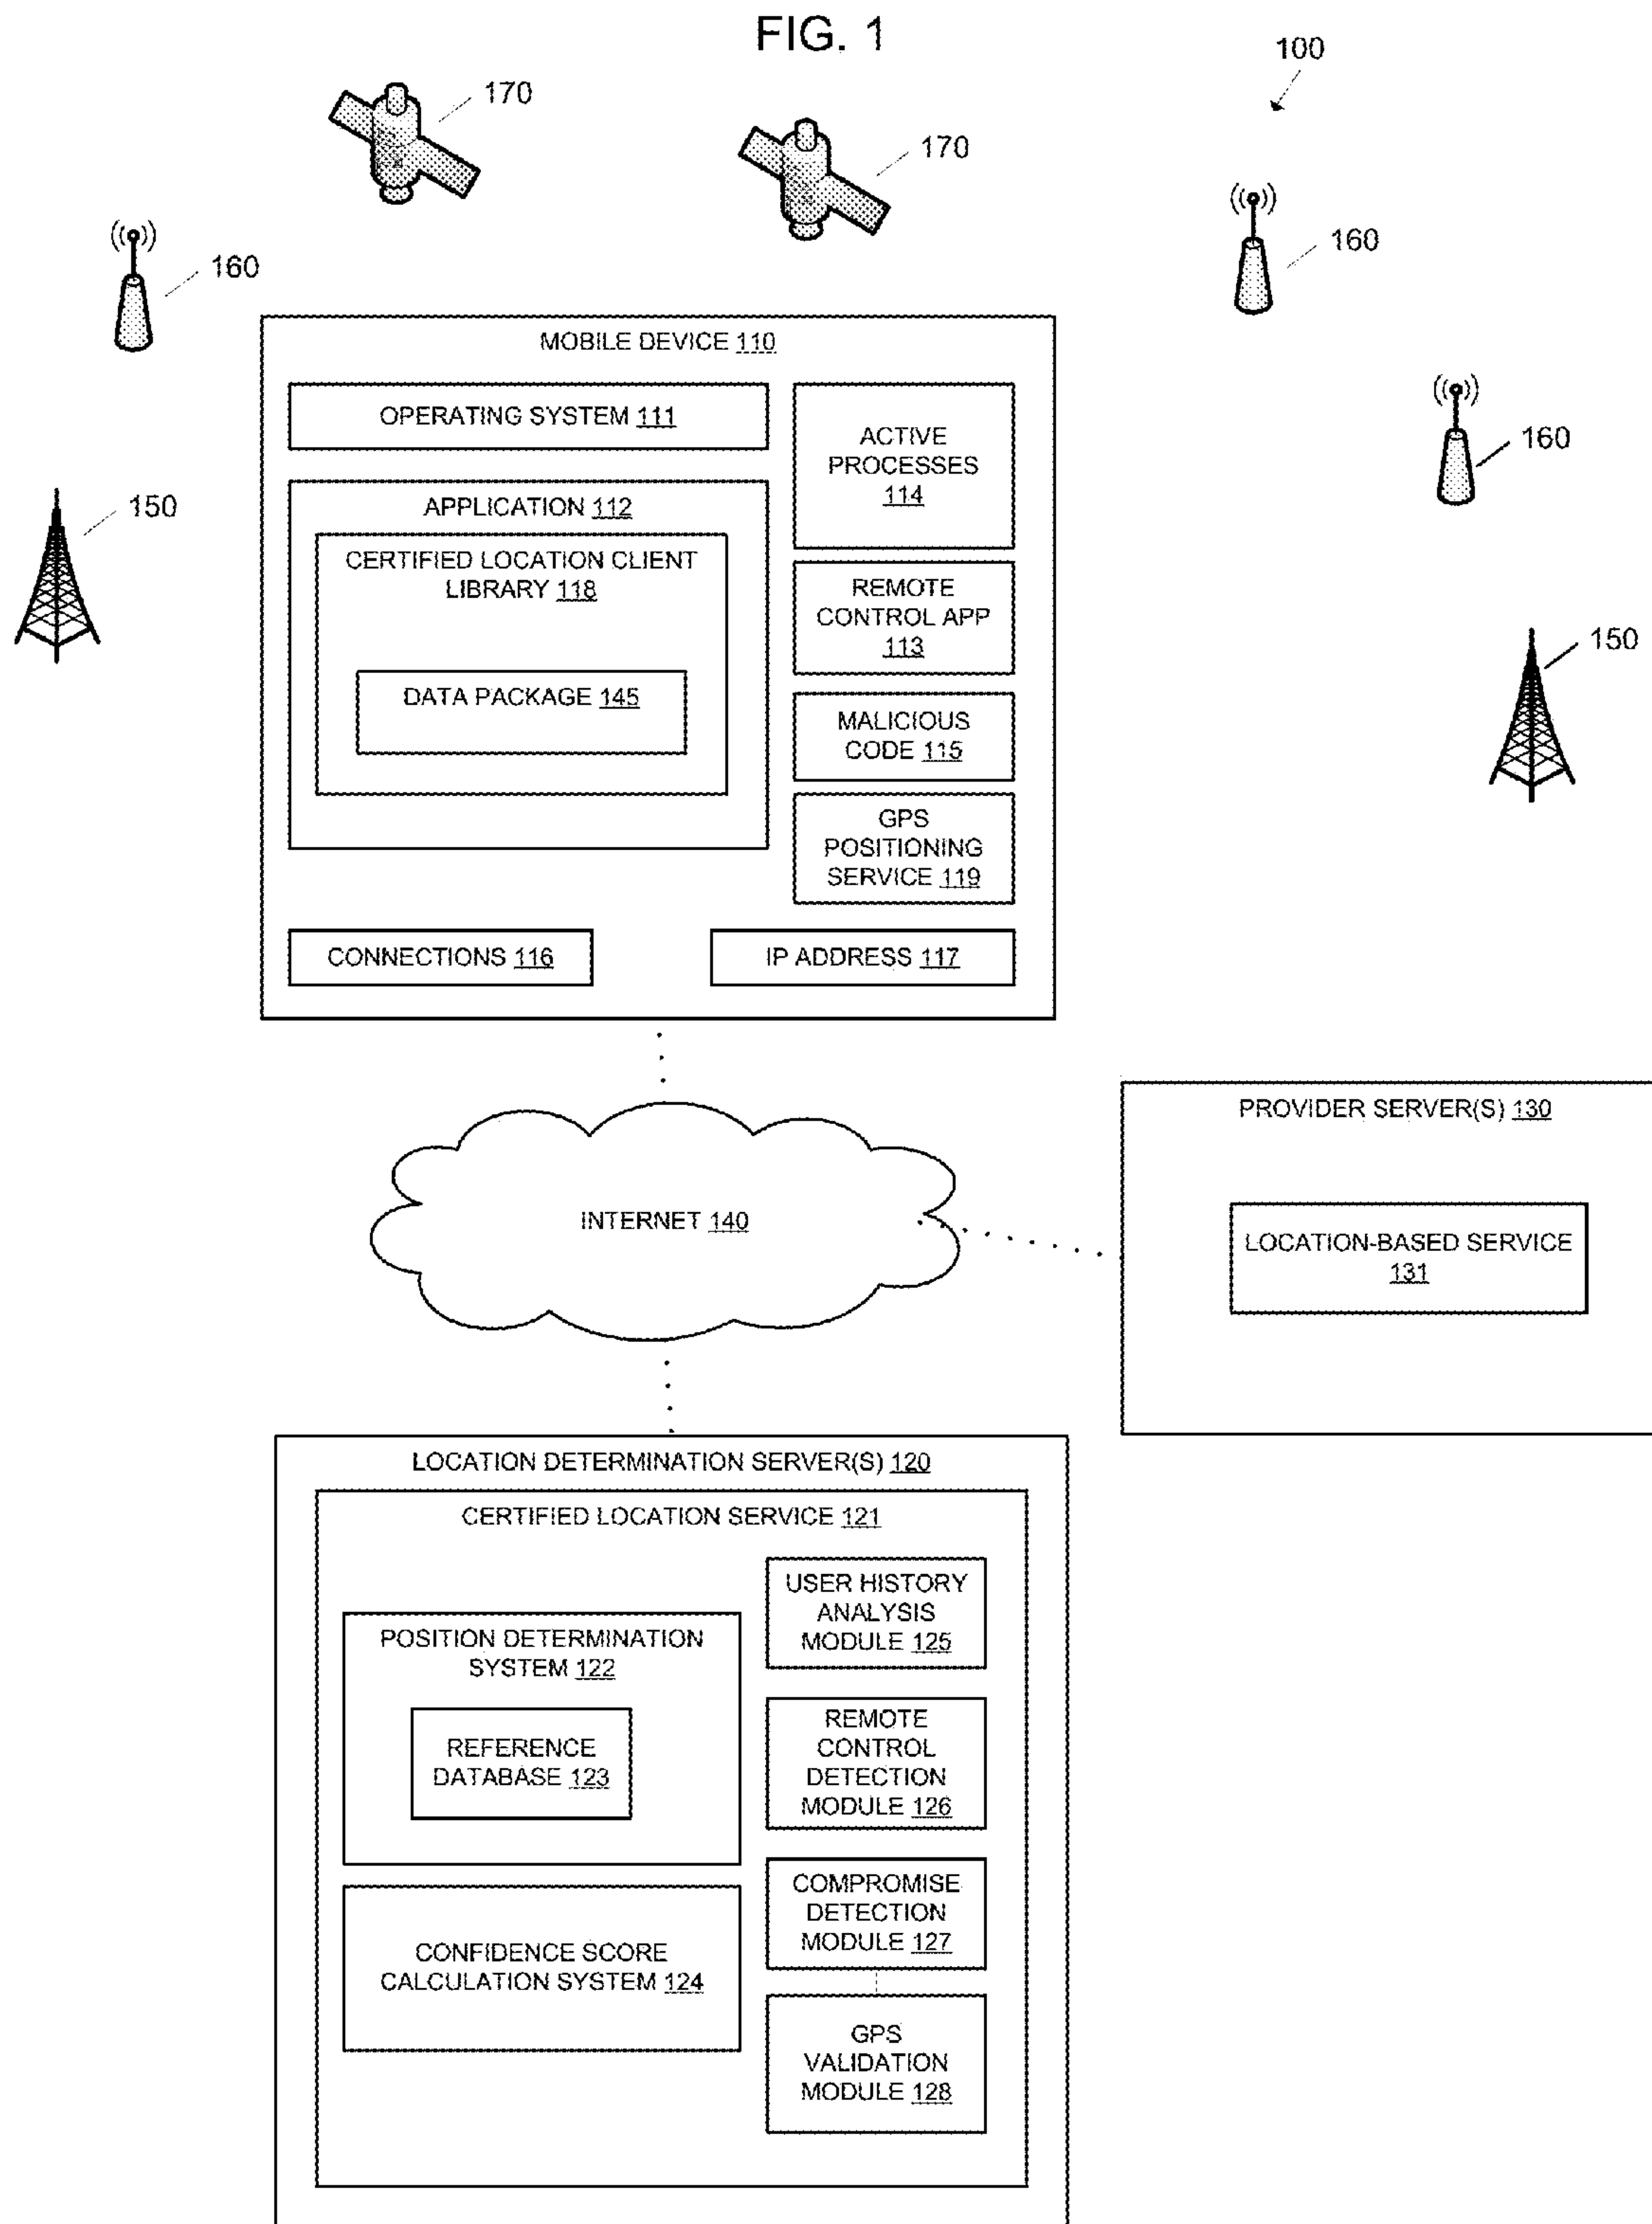 FIG. 1
100
170
170
160
160
MOBILE DEVICE 110
OPERATING SYSTEM 111
ACTIVE
PROCESSES
114
160
APPLICATION 112
150
CERTIFIED LOCATION CLIENT
LIBRARY 118
REMOTE
CONTROL APP
113
150
DATA PACKAGE 145
MALICIOUS
CODE 115
GPS
POSITIONING
SERVICE 119
CONNECTIONS 116
IP ADDRESS 117
PROVIDER SERVER(S) 130
INTERNET 140
LOCATION-BASED SERVICE
131
LOCATION DETERMINATION SERVER(S) 120
CERTIFIED LOCATION SERVICE 121
USER HISTORY
ANALYSIS
MODULE 125
POSITION DETERMINATION
SYSTEM 122
REFERENCE
DATABASE 123
REMOTE
CONTROL
DETECTION
MODULE 126
COMPROMISE
DETECTION
MODULE 127
CONFIDENCE SCORE
CALCULATION SYSTEM 124
GPS
VALIDATION
MODULE 128